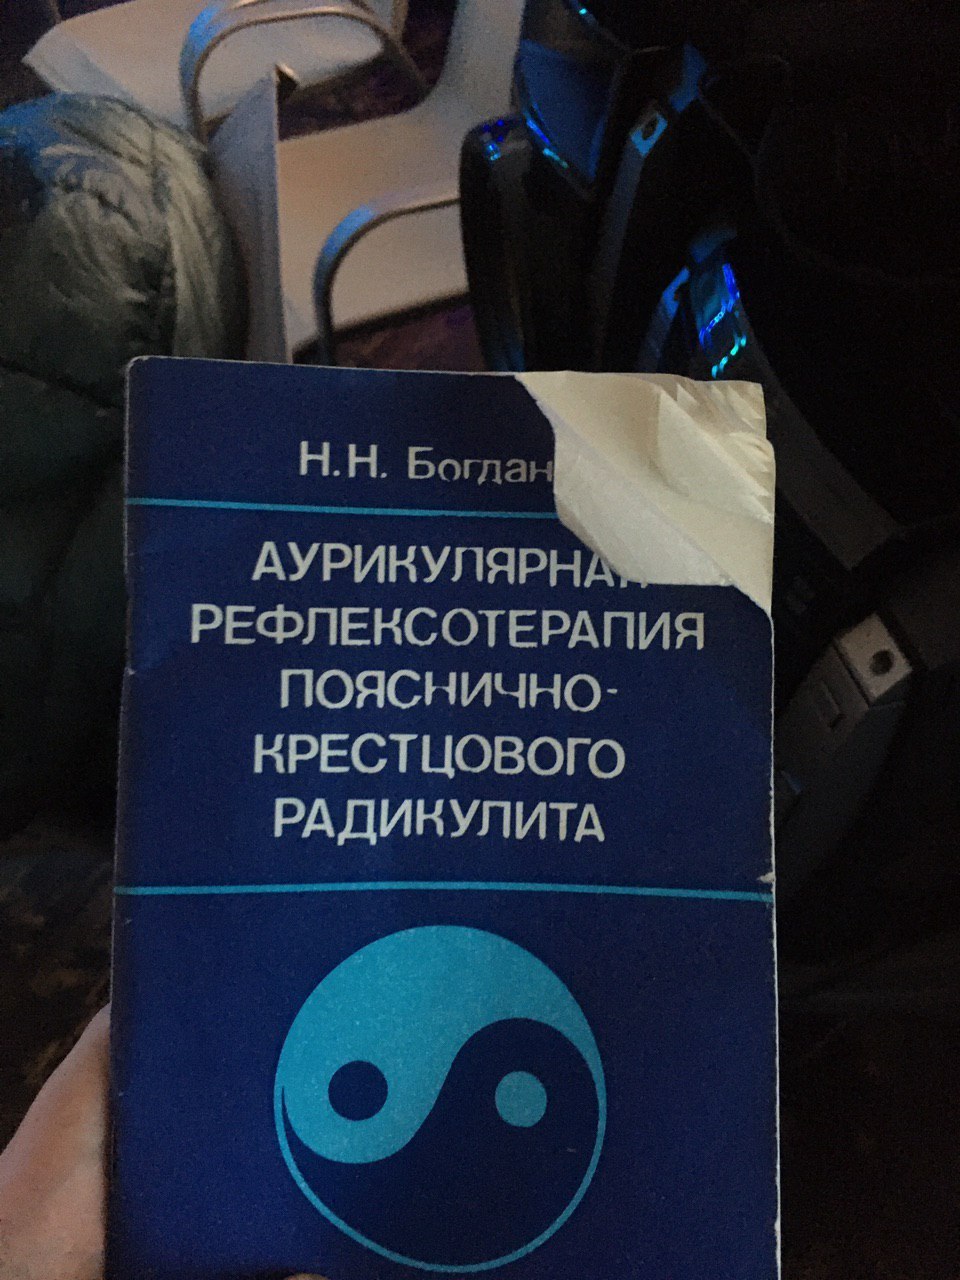 Н.Н. Богдан
АУРИКУЛЯРНАЯ
РЕФЛЕКСОТЕРАПИЯ
ПОЯСНИЧНО-
КРЕСТЦОВОГО
РАДИКУЛИТА